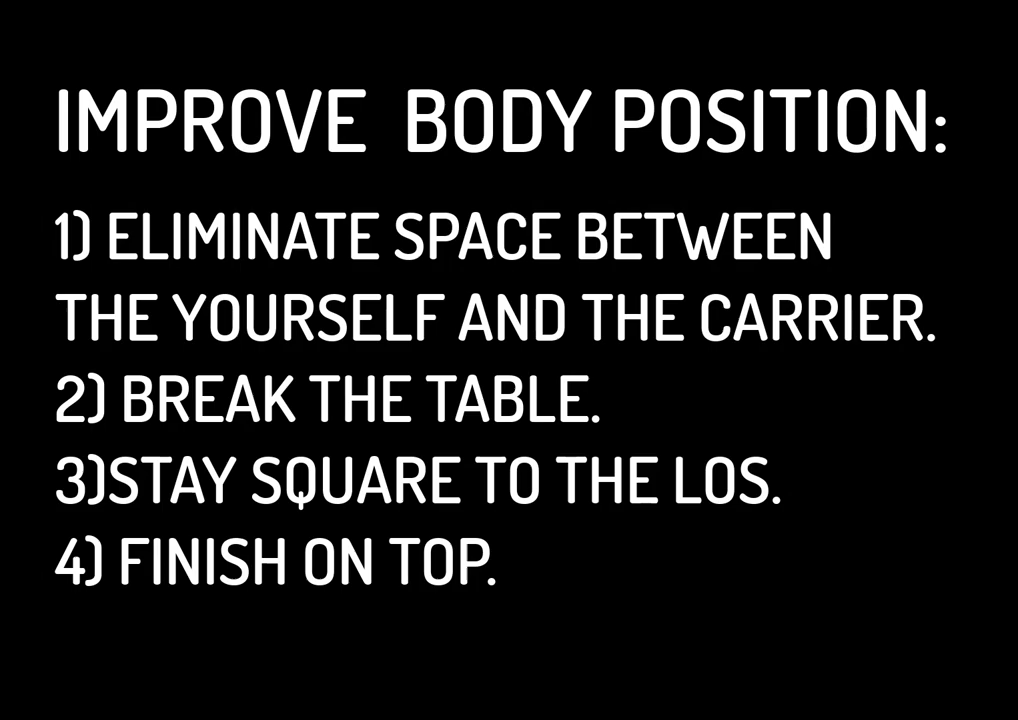 IMPROVE  BODY POSITION:
1) ELIMINATE SPACE BETWEEN
THE YOURSELF AND THE CARRIER.
2) BREAK THE TABLE.
3)STAY SQUARE TO THE LOS.
4) FINISH ON TOP.